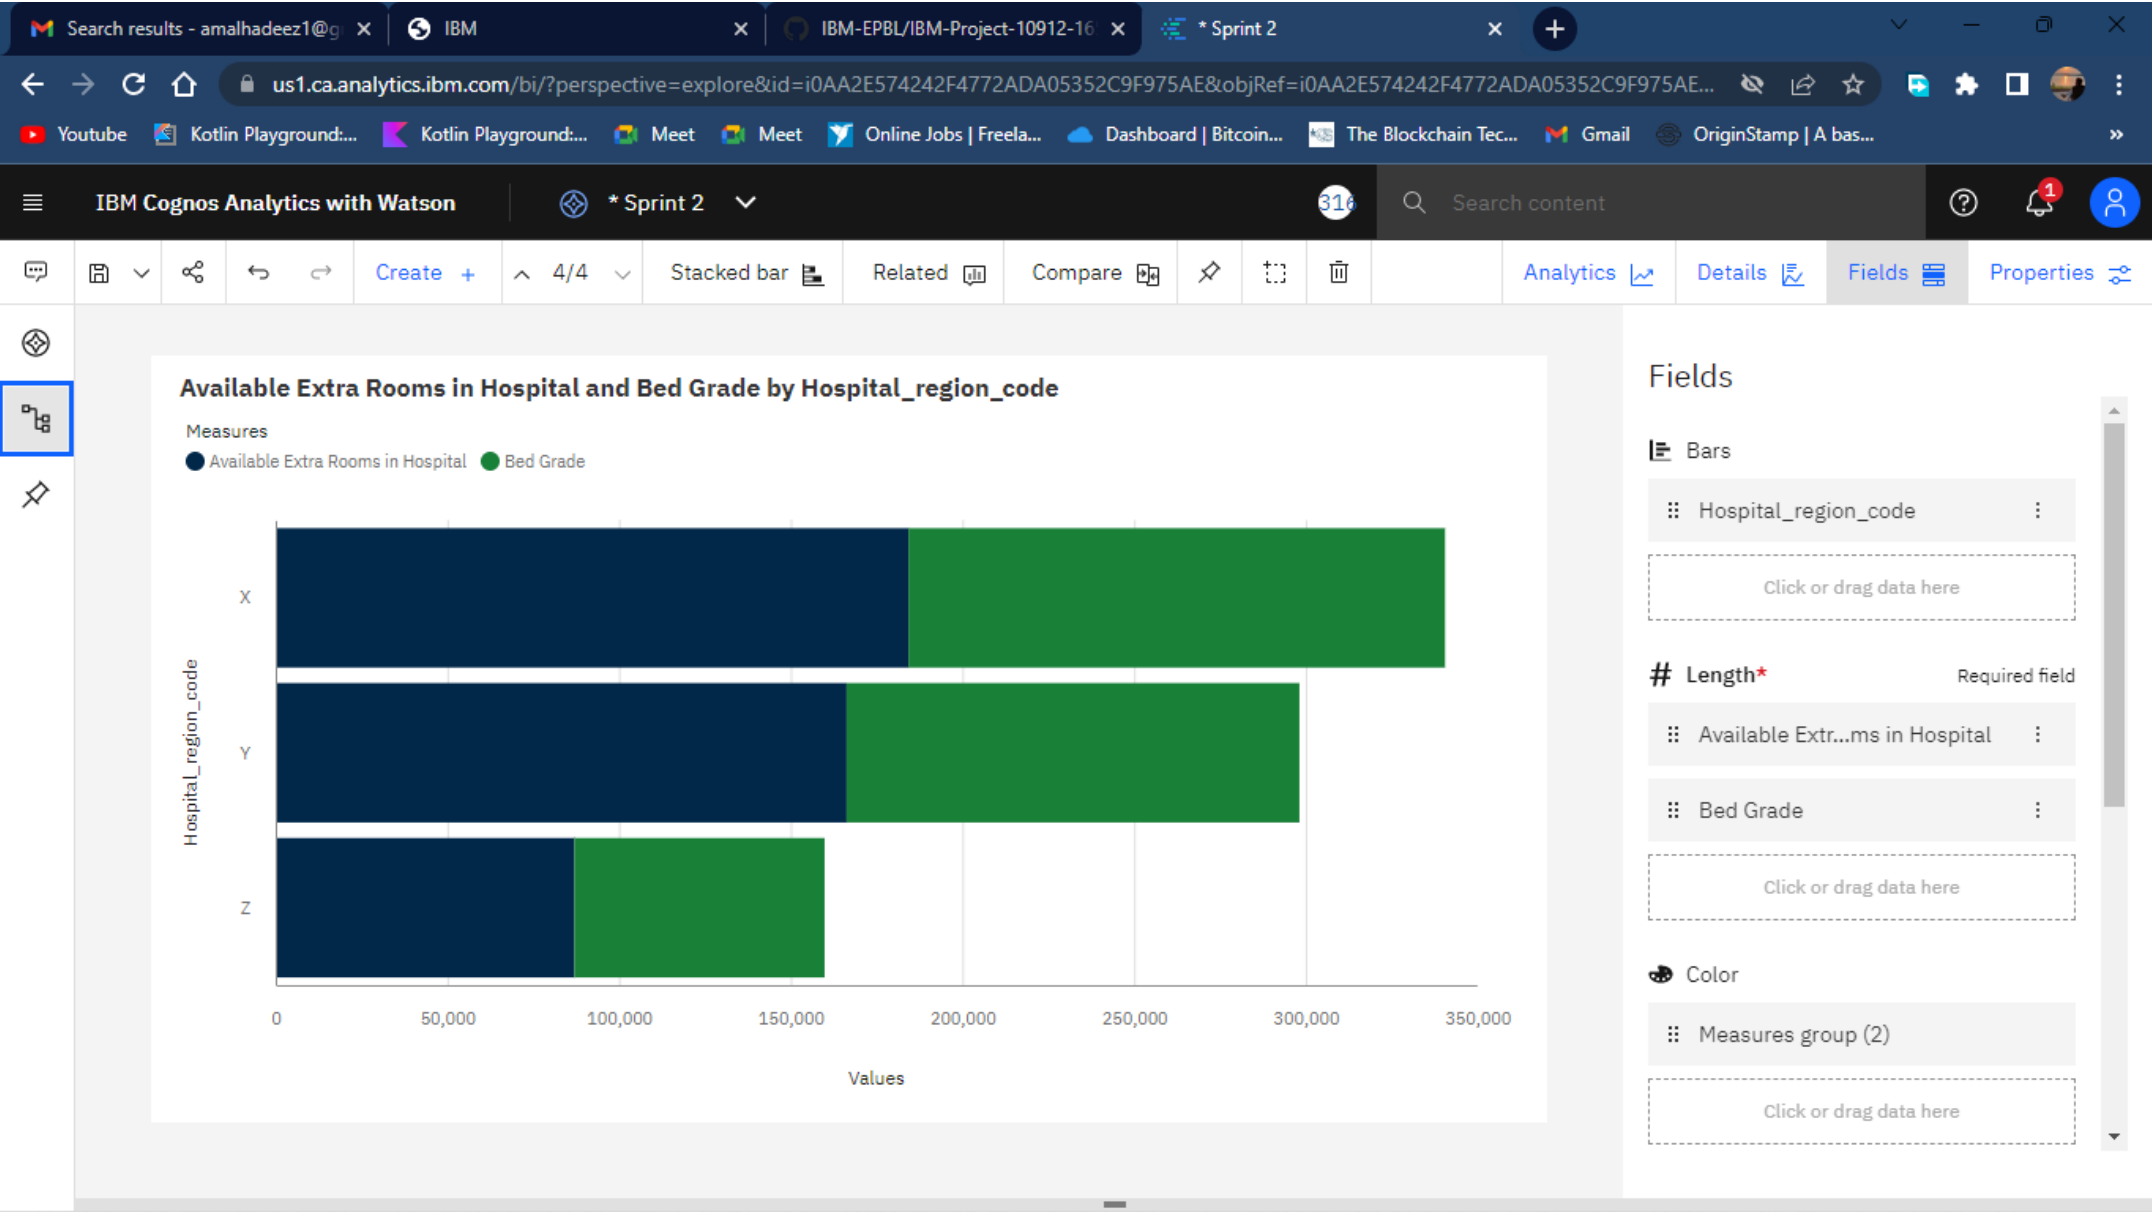 Search results - amalhadeez1@g
IBM
IBM-EPBL/IBM-Project-10912-16
* Sprint 2
us1.ca.analytics.ibm.com/bi/?perspective=explore&id=i0AA2E574242F4772ADA05352C9F975AE&objRef=i0AA2E574242F4772ADA05352C9F975AE...
Youtube
Kotlin Playground:...
Kotlin Playground:...
Meet
Meet
Online Jobs | Freela...
Dashboard | Bitcoin...
The Blockchain Tec...
Gmail
OriginStamp | A bas...
IBM Cognos Analytics with Watson
* Sprint 2
316
Search content
1
Create +
4/4
Stacked bar
Related
Compare
Analytics
Details
Fields
Properties
Available Extra Rooms in Hospital and Bed Grade by Hospital_region_code
Measures
Available Extra Rooms in Hospital
Bed Grade
Hospital_region_code
X
Y
Z
0
50,000
100,000
150,000
200,000
250,000
300,000
350,000
Values
Fields
Bars
Hospital_region_code
Click or drag data here
# Length*
Required field
Available Extr...ms in Hospital
Bed Grade
Click or drag data here
Color
Measures group (2)
Click or drag data here